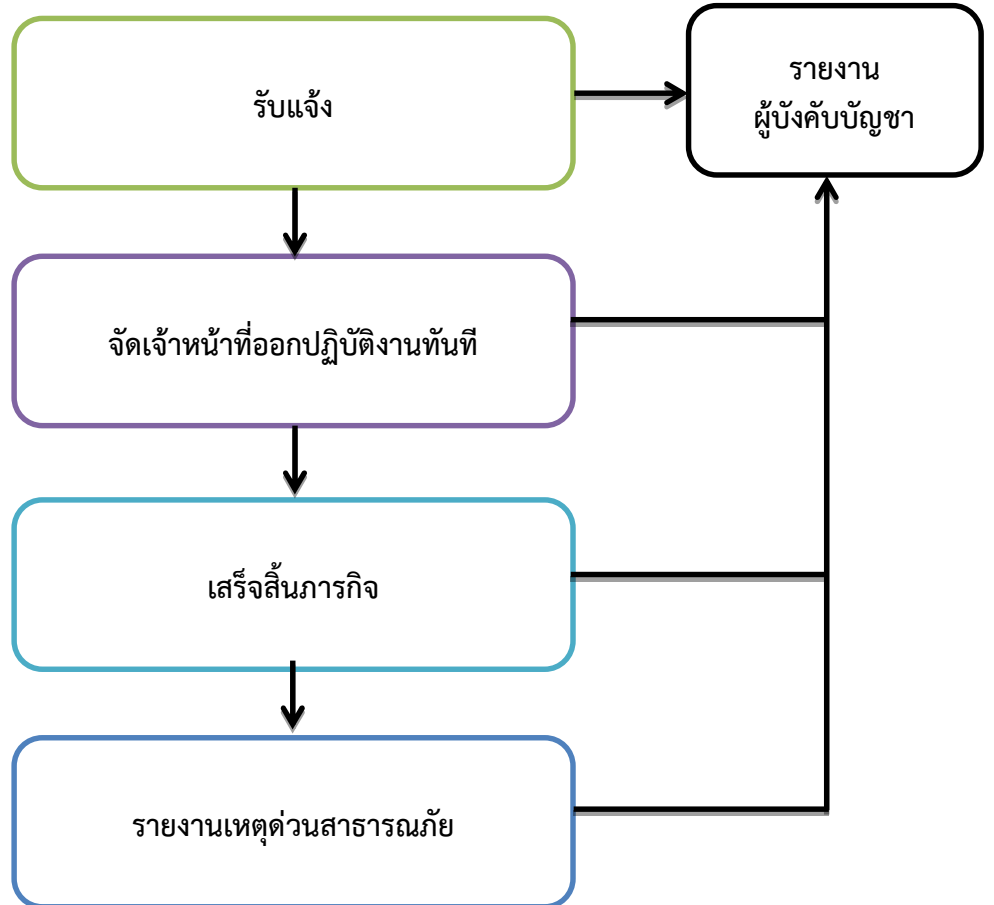 รับแจ้ง
รายงาน
ผู้บังคับบัญชา
จัดเจ้าหน้าที่ออกปฏิบัติงานทันที
เสร็จสิ้นภารกิจ
รายงานเหตุด่วนสาธารณภัย